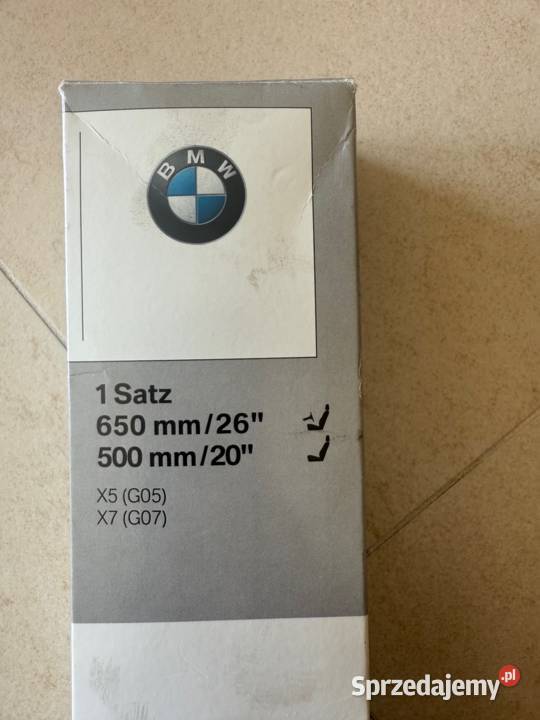 BMW
1 Satz
650 mm/26"
500 mm/20"
X5 (G05)
X7 (G07)
Sprzedajemy.pl